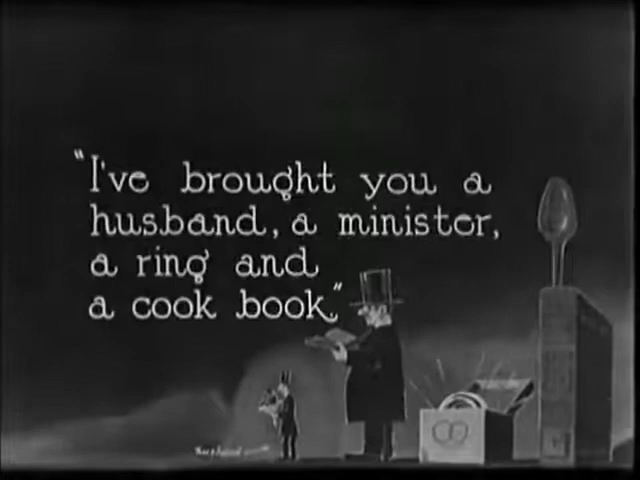 "I've brought you a
husband, a minister,
a ring and
a cook book"